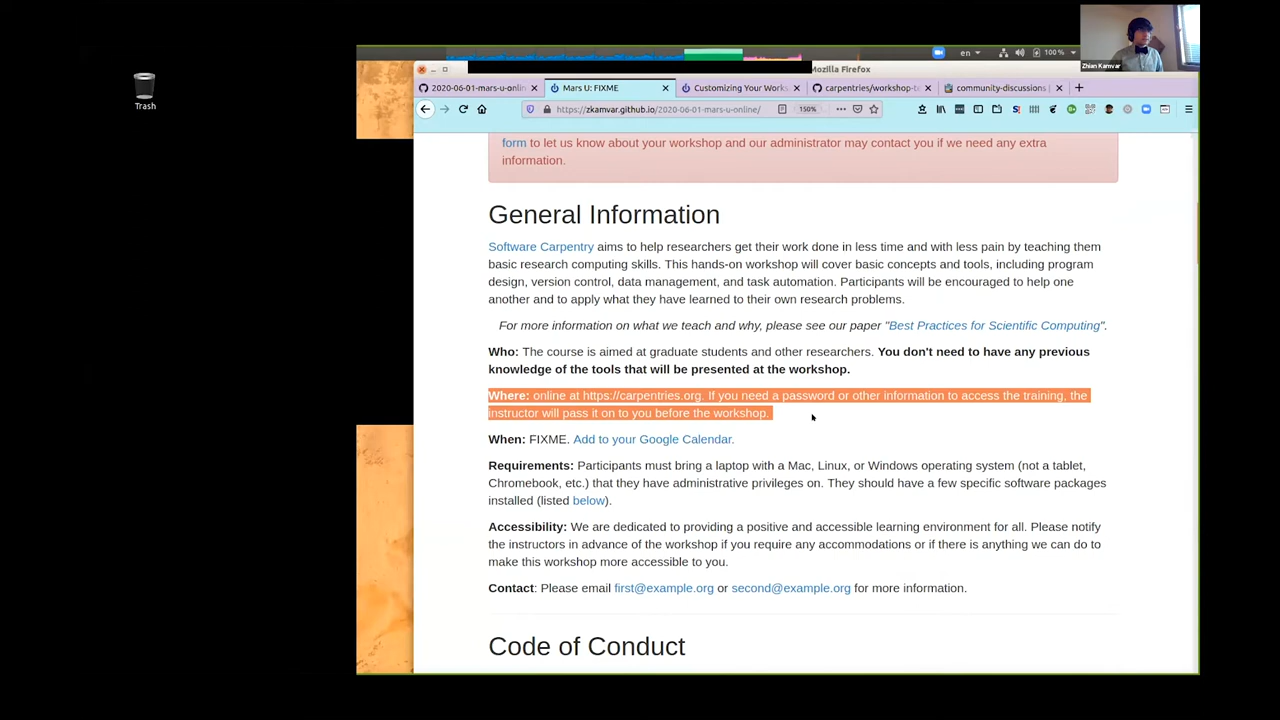 Trash
Zhian Kamvar
en
100 %
Mozilla Firefox
2020-06-01-mars-u-onlin
Mars U: FIXME
Customizing Your Works
carpentries/workshop-te
community-discussions |
https://zkamvar.github.io/2020-06-01-mars-u-online/
150%
form to let us know about your workshop and our administrator may contact you if we need any extra
information.
General Information
Software Carpentry aims to help researchers get their work done in less time and with less pain by teaching them
basic research computing skills. This hands-on workshop will cover basic concepts and tools, including program
design, version control, data management, and task automation. Participants will be encouraged to help one
another and to apply what they have learned to their own research problems.
For more information on what we teach and why, please see our paper "Best Practices for Scientific Computing".
Who: The course is aimed at graduate students and other researchers. You don't need to have any previous
knowledge of the tools that will be presented at the workshop.
Where: online at https://carpentries.org. If you need a password or other information to access the training, the
instructor will pass it on to you before the workshop.
When: FIXME. Add to your Google Calendar.
Requirements: Participants must bring a laptop with a Mac, Linux, or Windows operating system (not a tablet,
Chromebook, etc.) that they have administrative privileges on. They should have a few specific software packages
installed (listed below).
Accessibility: We are dedicated to providing a positive and accessible learning environment for all. Please notify
the instructors in advance of the workshop if you require any accommodations or if there is anything we can do to
make this workshop more accessible to you.
Contact: Please email first@example.org or second@example.org for more information.
Code of Conduct